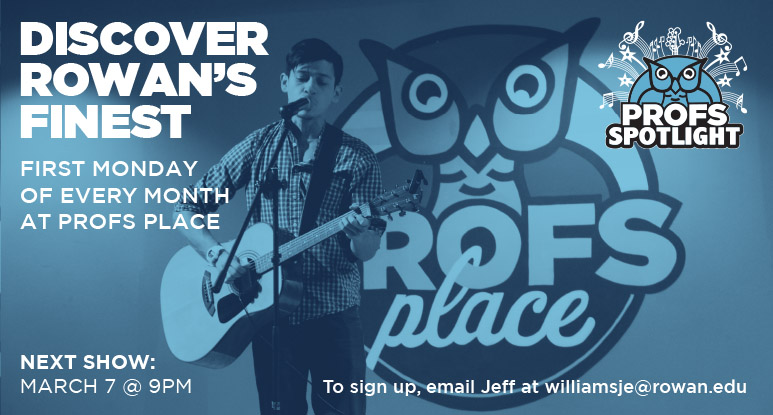 DISCOVER
ROWAN'S
FINEST
FIRST MONDAY
OF EVERY MONTH
AT PROFS PLACE
PROFS
SPOTLIGHT
ROFS
place
NEXT SHOW:
MARCH 7 @ 9PM
To sign up, email Jeff at williamsje@rowan.edu